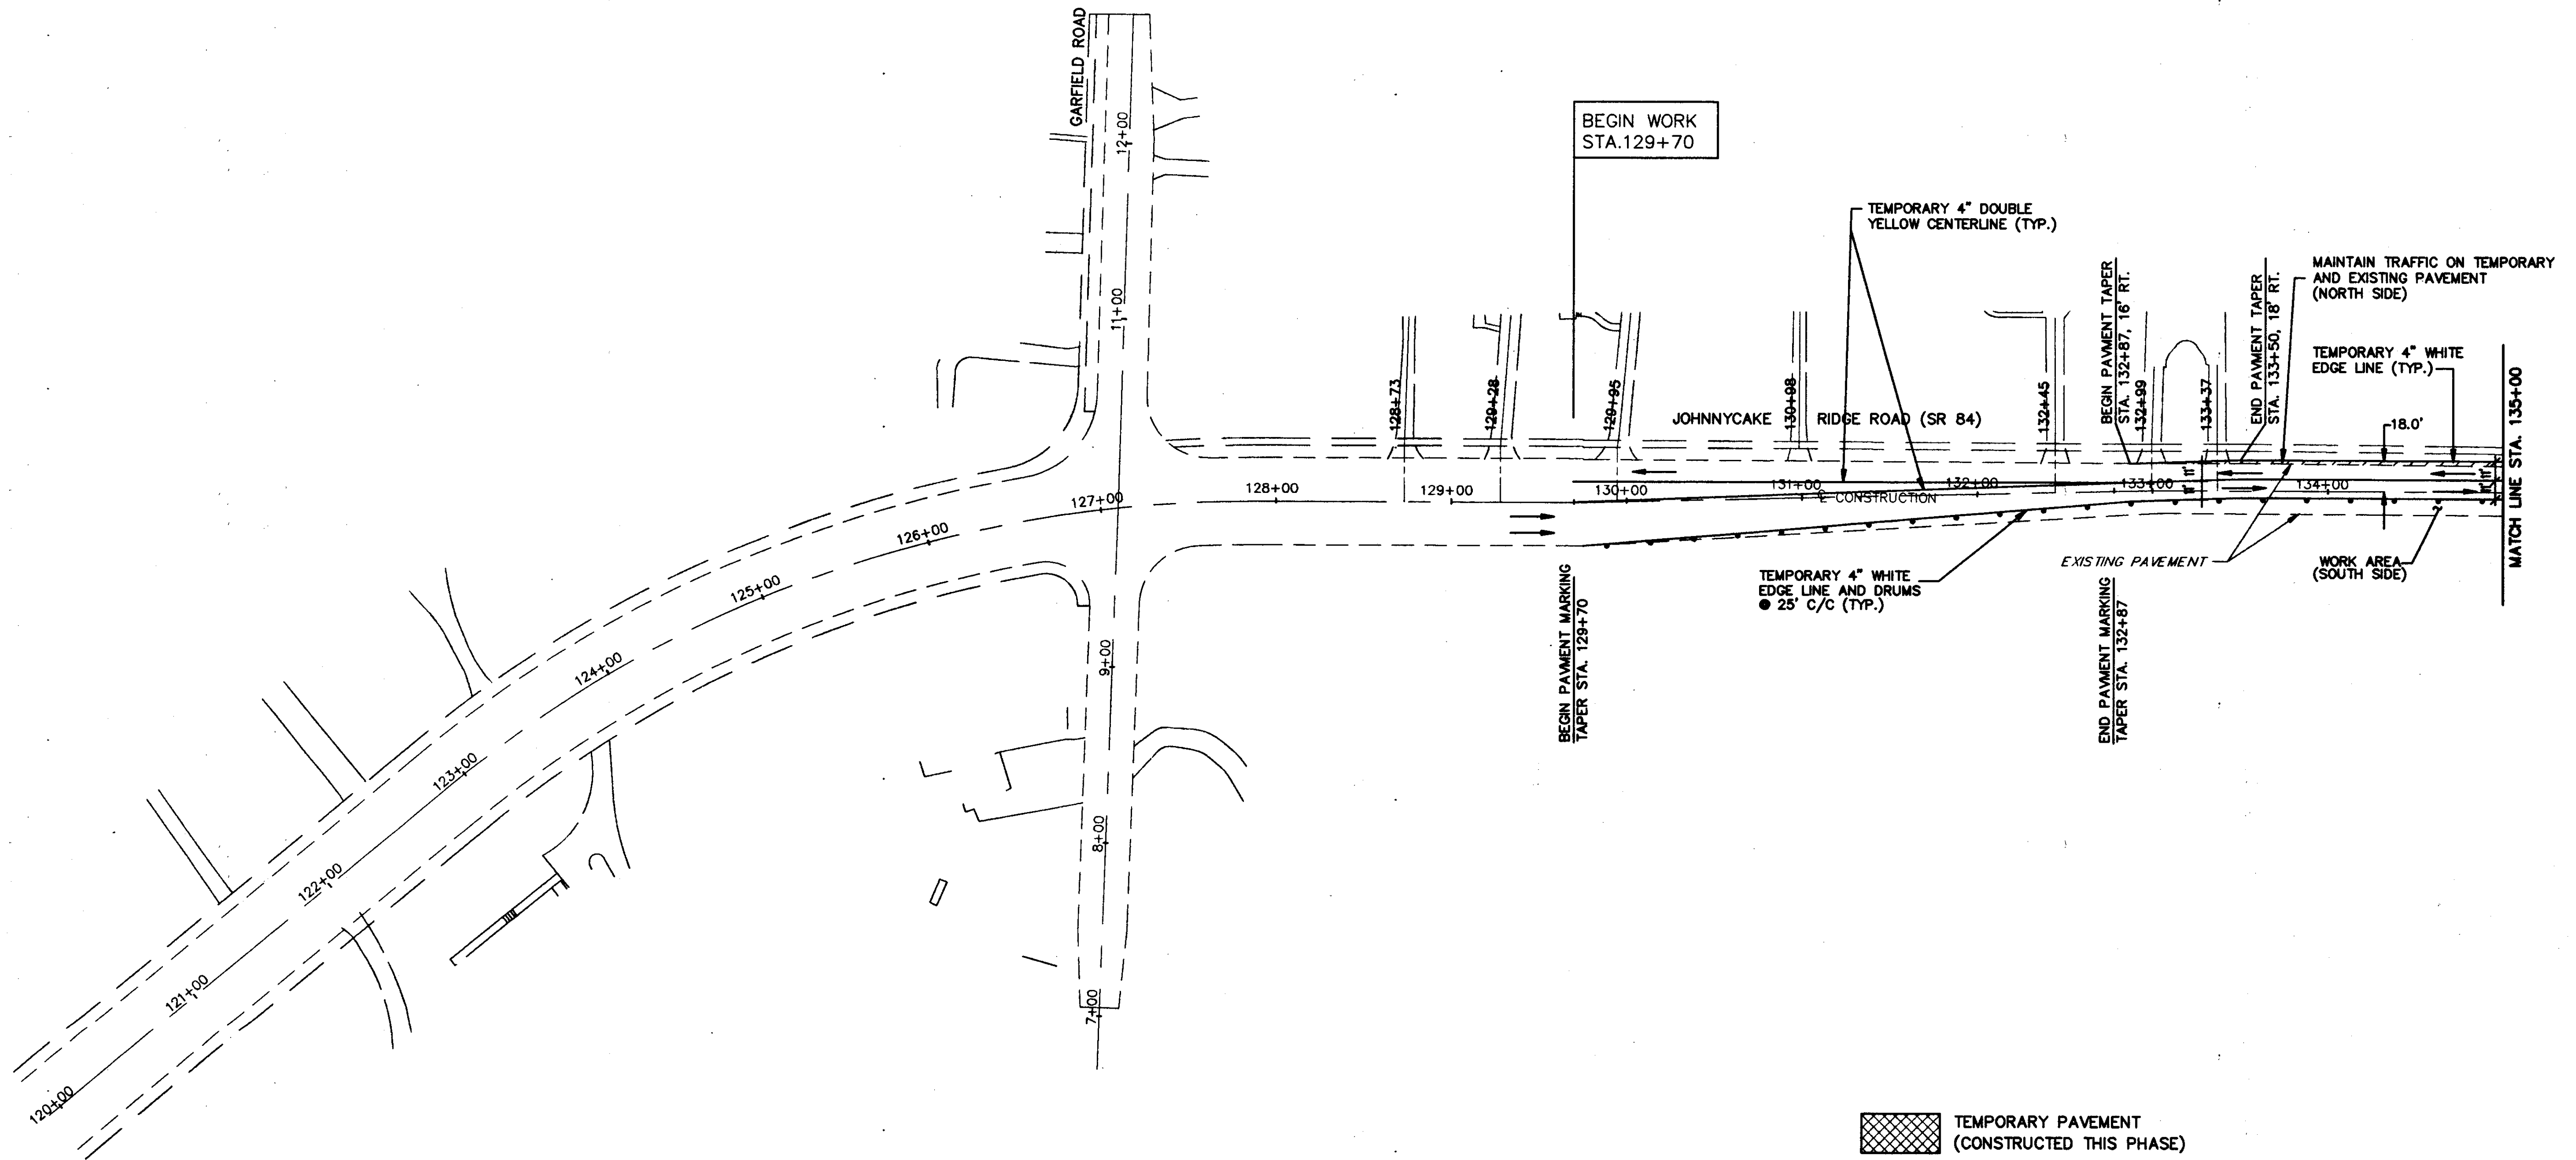 GARFIELD ROAD
12+00
11+00
BEGIN WORK
STA.129+70
TEMPORARY 4" DOUBLE
YELLOW CENTERLINE (TYP.)
BEGIN PAVMENT TAPER
STA. 132+87, 16' RT.
END PAVMENT TAPER
STA. 133+50, 18' RT.
MAINTAIN TRAFFIC ON TEMPORARY
AND EXISTING PAVEMENT
(NORTH SIDE)
TEMPORARY 4" WHITE
EDGE LINE (TYP.)
MATCH LINE STA. 135+00
128+73
129+28
129+95
130+98
132+45
132+99
133+37
JOHNNYCAKE RIDGE ROAD (SR 84)
18.0'
11'
11'
11'
11'
120+00
121+00
122+00
123+00
124+00
125+00
126+00
127+00
128+00
129+00
130+00
131+00
132+00
133+00
134+00
℄ CONSTRUCTION
EXISTING PAVEMENT
WORK AREA
(SOUTH SIDE)
TEMPORARY 4" WHITE
EDGE LINE AND DRUMS
@ 25' C/C (TYP.)
BEGIN PAVMENT MARKING
TAPER STA. 129+70
END PAVMENT MARKING
TAPER STA. 132+87
9+00
8+00
7+00
TEMPORARY PAVEMENT
(CONSTRUCTED THIS PHASE)